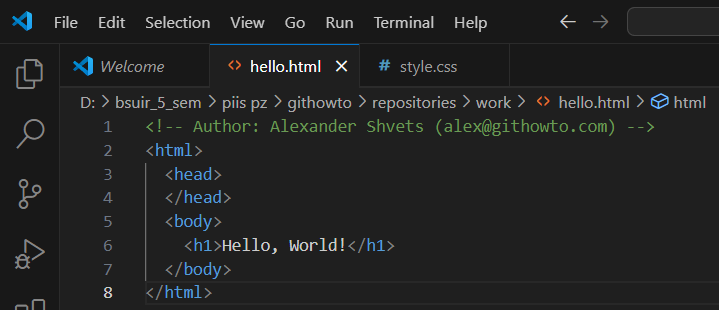 File Edit Selection View Go Run Terminal Help
Welcome hello.html style.css
D: > bsuir_5_sem > piis pz > githowto > repositories > work > hello.html > html
1 <!-- Author: Alexander Shvets (alex@githowto.com) -->
2 <html>
3 <head>
4 </head>
5 <body>
6 <h1>Hello, World!</h1>
7 </body>
8 </html>